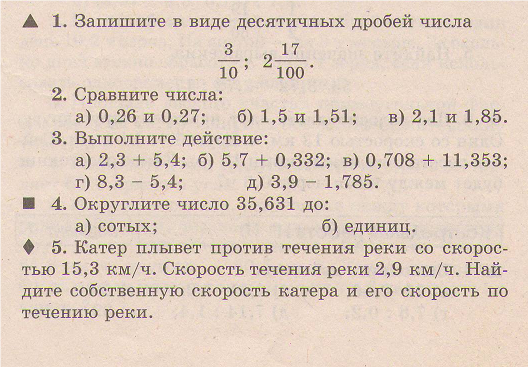 ▲ 1. Запишите в виде десятичных дробей числа
3/10; 2 17/100.
2. Сравните числа:
а) 0,26 и 0,27; б) 1,5 и 1,51; в) 2,1 и 1,85.
3. Выполните действие:
а) 2,3 + 5,4; б) 5,7 + 0,332; в) 0,708 + 11,353;
г) 8,3 − 5,4; д) 3,9 − 1,785.
■ 4. Округлите число 35,631 до:
а) сотых; б) единиц.
♦ 5. Катер плывет против течения реки со скорос-
тью 15,3 км/ч. Скорость течения реки 2,9 км/ч. Най-
дите собственную скорость катера и его скорость по
течению реки.